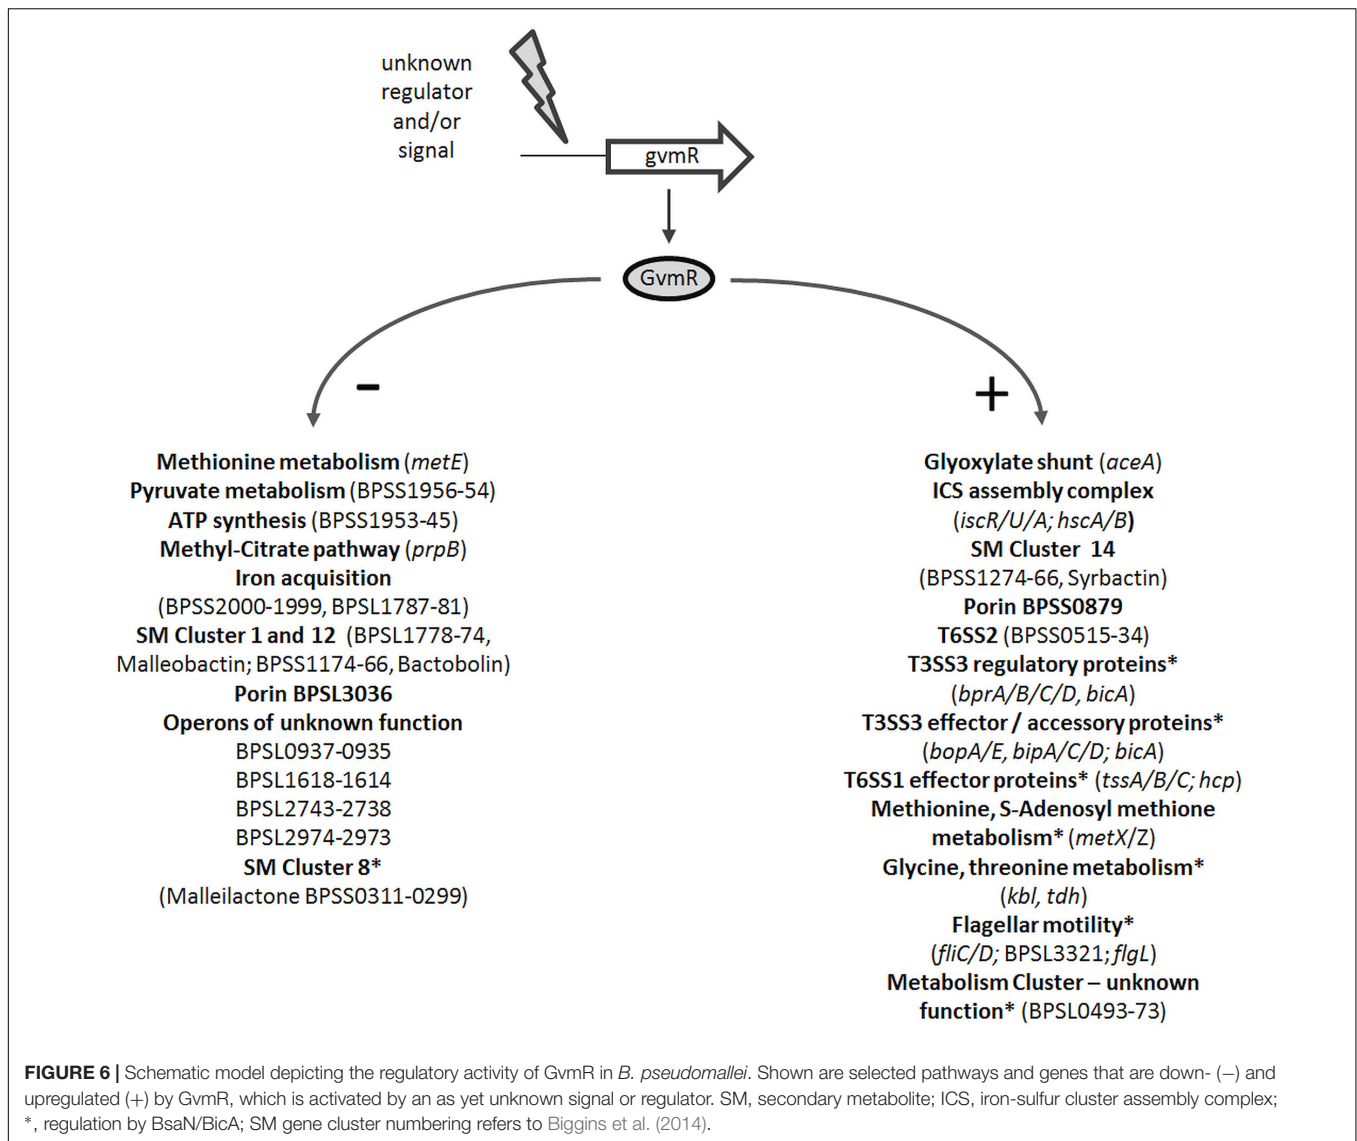 unknown
regulator
and/or
signal
gvmR
GvmR
−
+
Methionine metabolism (metE)
Pyruvate metabolism (BPSS1956-54)
ATP synthesis (BPSS1953-45)
Methyl-Citrate pathway (prpB)
Iron acquisition
(BPSS2000-1999, BPSL1787-81)
SM Cluster 1 and 12 (BPSL1778-74,
Malleobactin; BPSS1174-66, Bactobolin)
Porin BPSL3036
Operons of unknown function
BPSL0937-0935
BPSL1618-1614
BPSL2743-2738
BPSL2974-2973
SM Cluster 8*
(Malleilactone BPSS0311-0299)
Glyoxylate shunt (aceA)
ICS assembly complex
(iscR/U/A; hscA/B)
SM Cluster 14
(BPSS1274-66, Syrbactin)
Porin BPSS0879
T6SS2 (BPSS0515-34)
T3SS3 regulatory proteins*
(bprA/B/C/D, bicA)
T3SS3 effector / accessory proteins*
(bopA/E, bipA/C/D; bicA)
T6SS1 effector proteins* (tssA/B/C; hcp)
Methionine, S-Adenosyl methione
metabolism* (metX/Z)
Glycine, threonine metabolism*
(kbl, tdh)
Flagellar motility*
(fliC/D; BPSL3321; flgL)
Metabolism Cluster – unknown
function* (BPSL0493-73)
FIGURE 6 | Schematic model depicting the regulatory activity of GvmR in B. pseudomallei. Shown are selected pathways and genes that are down- (−) and
upregulated (+) by GvmR, which is activated by an as yet unknown signal or regulator. SM, secondary metabolite; ICS, iron-sulfur cluster assembly complex;
*, regulation by BsaN/BicA; SM gene cluster numbering refers to Biggins et al. (2014).